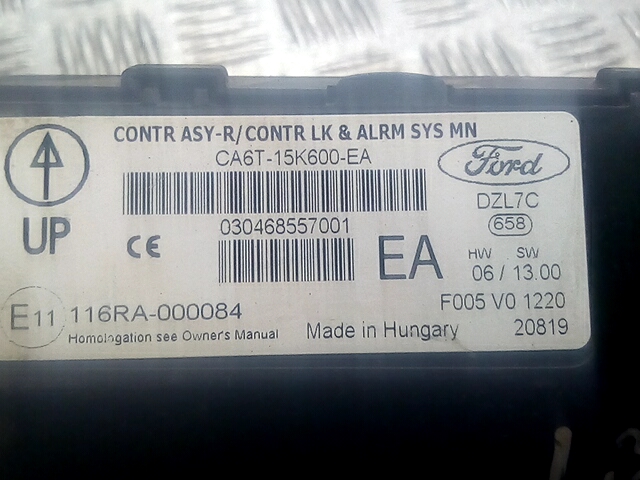 CONTR ASY-R/CONTR LK & ALRM SYS MN
CA6T-15K600-EA
Ford
UP
030468557001
DZL7C
658
CE
EA
HW SW
06 / 13.00
E11 116RA-000084
F005 V0 1220
Homologation see Owner's Manual
Made in Hungary
20819